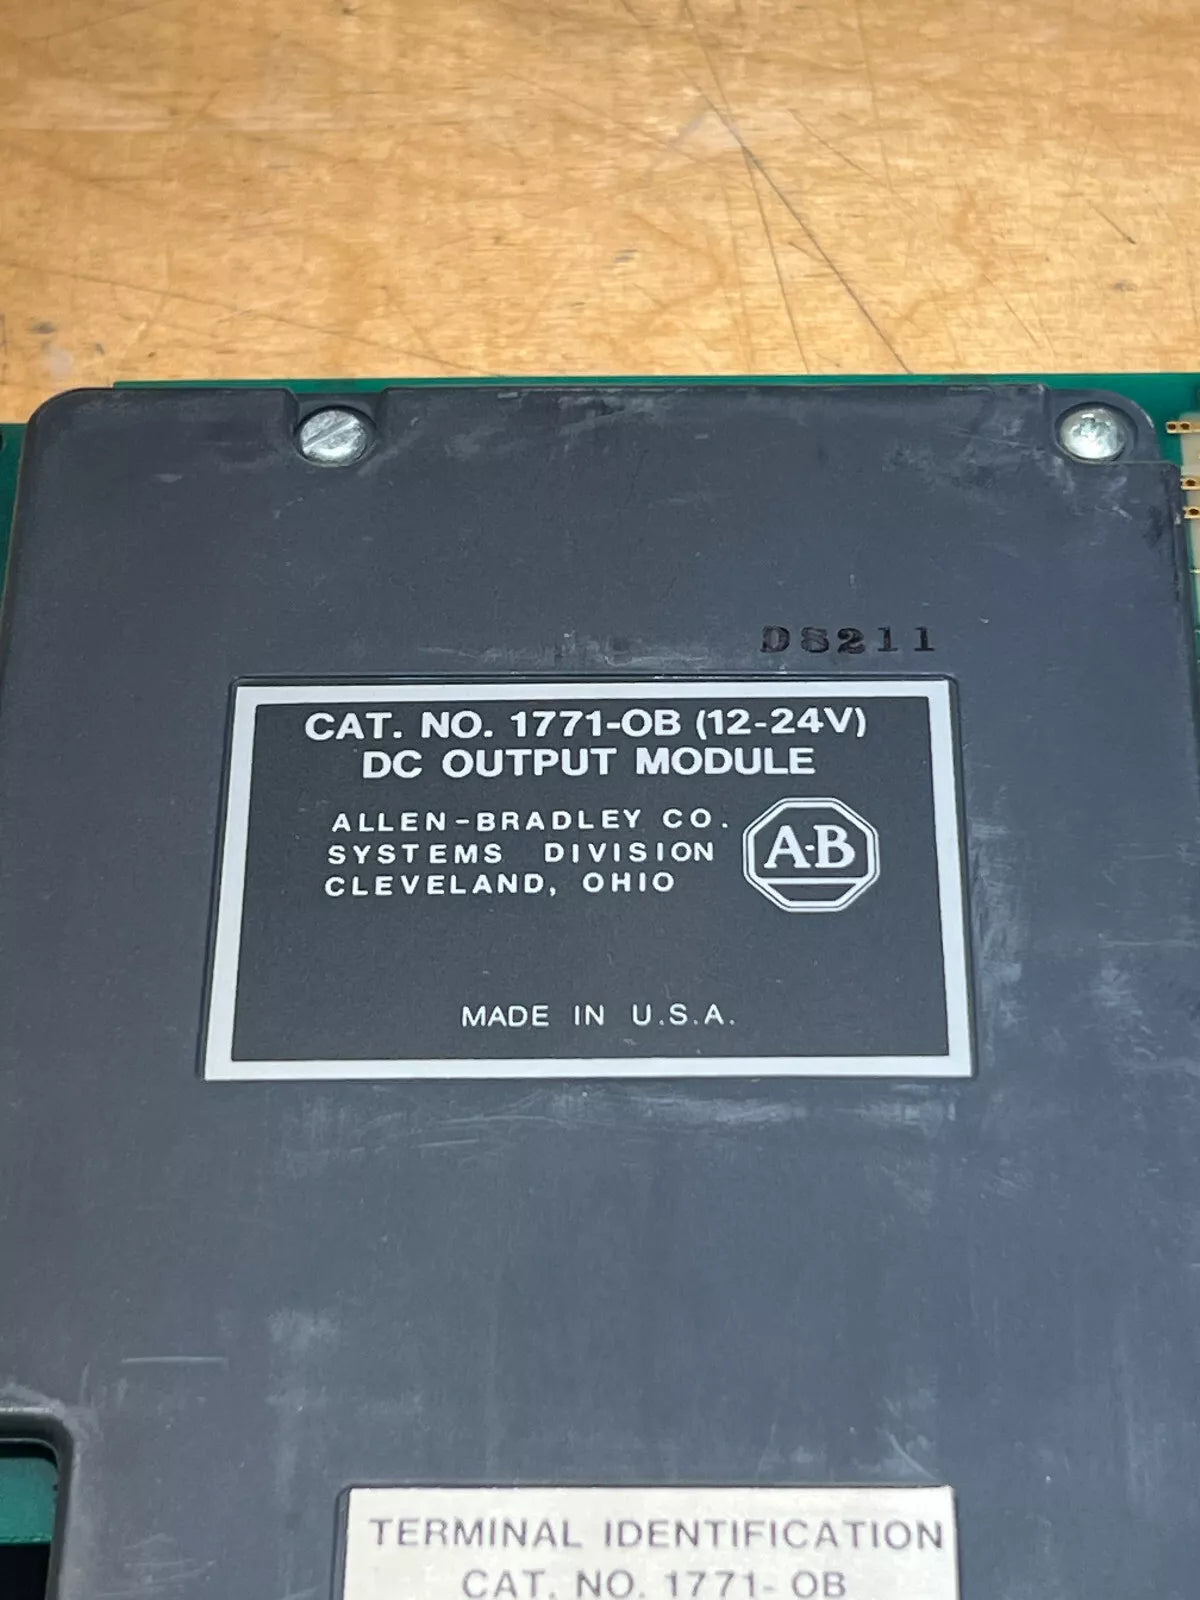 D8211
CAT. NO. 1771-OB (12-24V)
DC OUTPUT MODULE
ALLEN-BRADLEY CO.
SYSTEMS DIVISION
CLEVELAND, OHIO
A-B
MADE IN U.S.A.
TERMINAL IDENTIFICATION
CAT. NO. 1771-OB